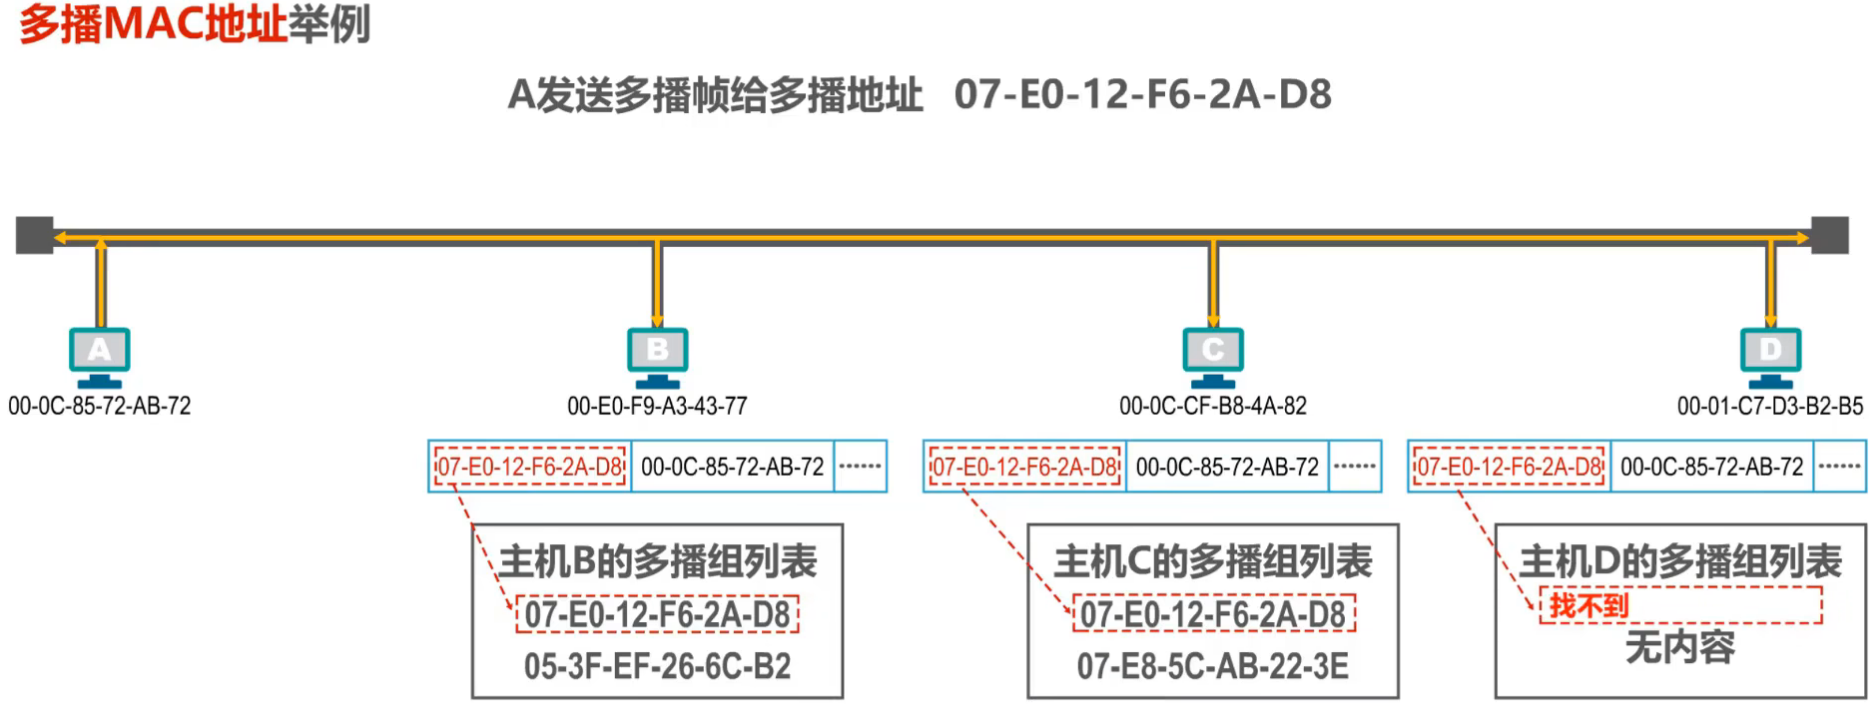 多播MAC地址举例
A发送多播帧给多播地址 07-E0-12-F6-2A-D8
A B C D
00-0C-85-72-AB-72 00-E0-F9-A3-43-77 00-0C-CF-B8-4A-82 00-01-C7-D3-B2-B5
07-E0-12-F6-2A-D8 00-0C-85-72-AB-72 ······ 07-E0-12-F6-2A-D8 00-0C-85-72-AB-72 ······ 07-E0-12-F6-2A-D8 00-0C-85-72-AB-72 ······
主机B的多播组列表
07-E0-12-F6-2A-D8
05-3F-EF-26-6C-B2
主机C的多播组列表
07-E0-12-F6-2A-D8
07-E8-5C-AB-22-3E
主机D的多播组列表
找不到
无内容